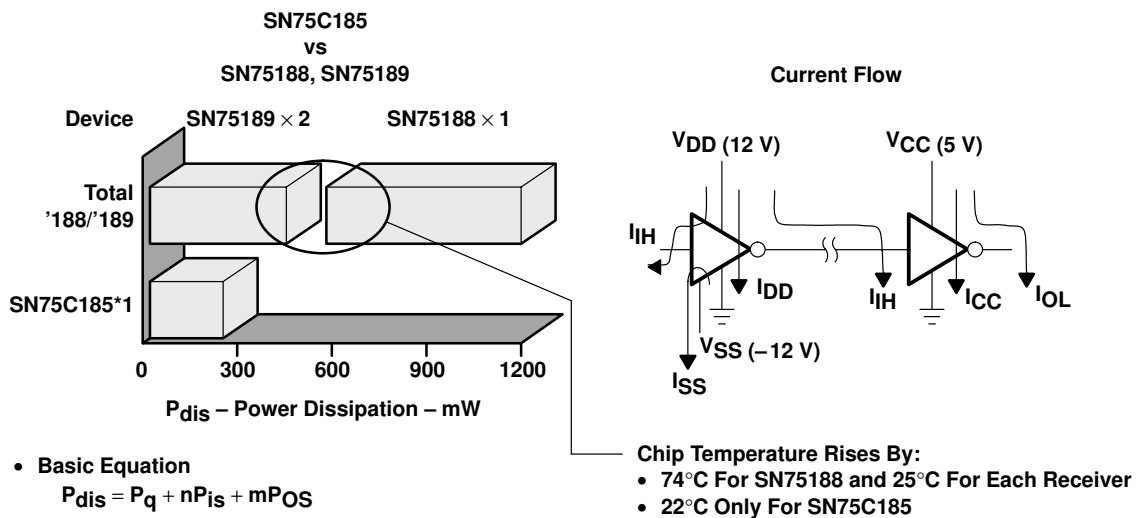 SN75C185
vs
SN75188, SN75189
Device
SN75189 × 2
SN75188 × 1
Total
’188/’189
SN75C185*1
0
300
600
900
1200
Pdis – Power Dissipation – mW
• Basic Equation
Pdis = Pq + nPis + mPOS
Current Flow
VDD (12 V)
VCC (5 V)
IIH
IDD
IIH
ICC
IOL
VSS (–12 V)
ISS
Chip Temperature Rises By:
• 74°C For SN75188 and 25°C For Each Receiver
• 22°C Only For SN75C185